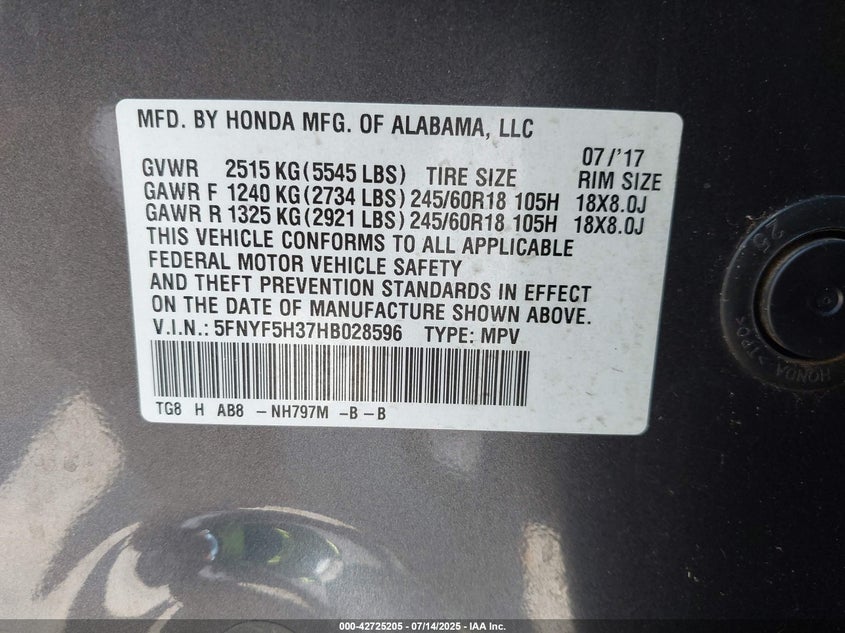 MFD. BY HONDA MFG. OF ALABAMA, LLC
07/'17
GVWR 2515 KG (5545 LBS) TIRE SIZE RIM SIZE
GAWR F 1240 KG (2734 LBS) 245/60R18 105H 18X8.0J
GAWR R 1325 KG (2921 LBS) 245/60R18 105H 18X8.0J
THIS VEHICLE CONFORMS TO ALL APPLICABLE
FEDERAL MOTOR VEHICLE SAFETY
AND THEFT PREVENTION STANDARDS IN EFFECT
ON THE DATE OF MANUFACTURE SHOWN ABOVE.
V.I.N.: 5FNYF5H37HB028596 TYPE: MPV
TG8 H AB8 -NH797M -B-B
25
HONDA >TPO<
000-42725205 - 07/14/2025 - IAA Inc.